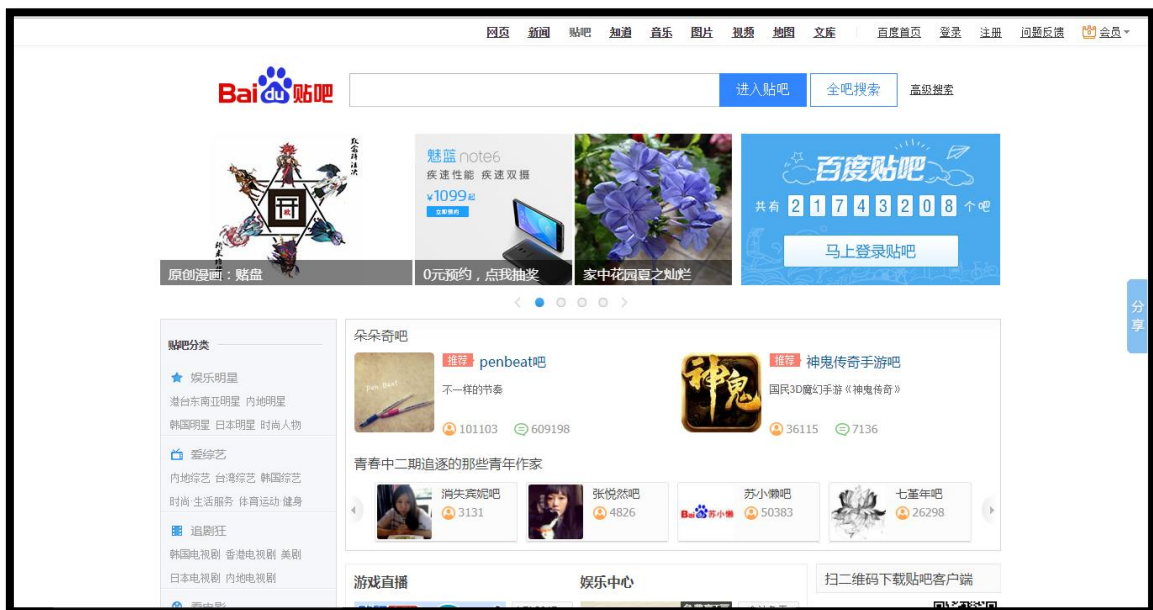 网页 新闻 贴吧 知道 音乐 图片 视频 地图 文库 百度首页 登录 注册 问题反馈 会员
Bai du 贴吧 进入贴吧 全吧搜索 高级搜索
魅蓝 note6
疾速性能 疾速双摄
¥1099起
立即预约
原创漫画：赌盘
0元预约，点我抽奖
家中花园夏之灿烂
百度贴吧
共有 2 1 7 4 3 2 0 8 个吧
马上登录贴吧
分享
贴吧分类
娱乐明星
港台东南亚明星 内地明星
韩国明星 日本明星 时尚人物
爱综艺
内地综艺 台湾综艺 韩国综艺
时尚·生活服务 体育运动·健身
追剧狂
韩国电视剧 香港电视剧 美剧
日本电视剧 内地电视剧
看电影
朵朵奇吧
Pen Beat
推荐 penbeat吧
不一样的节奏
101103 609198
神鬼
推荐 神鬼传奇手游吧
国民3D魔幻手游《神鬼传奇》
36115 7136
青春中二期追逐的那些青年作家
消失宾妮吧
3131
张悦然吧
4826
Bai du 苏小懒
苏小懒吧
50383
七堇年吧
26298
游戏直播
娱乐中心
扫二维码下载贴吧客户端